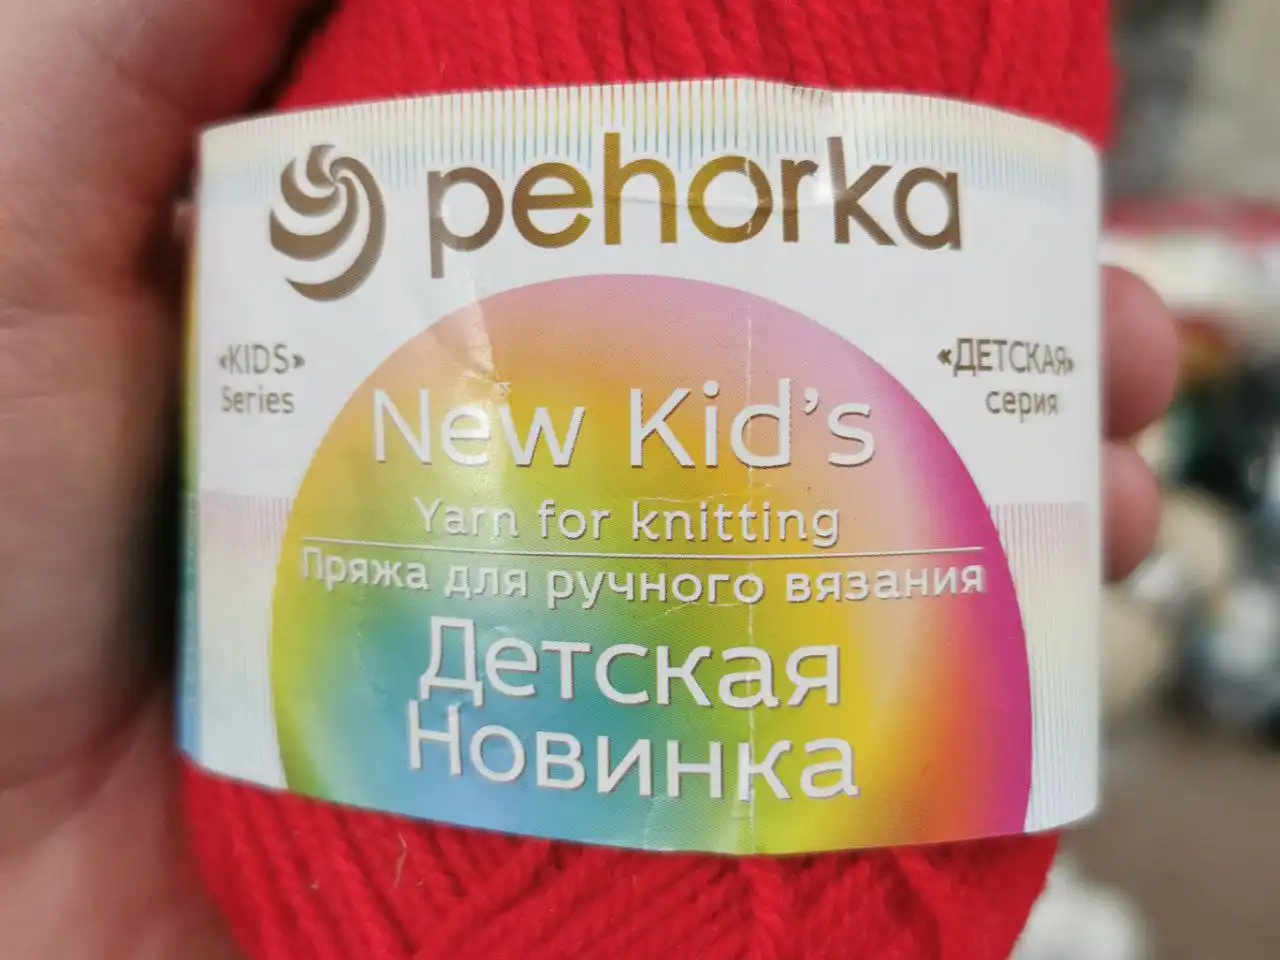 pehorka
«KIDS»
Series
«ДЕТСКАЯ»
серия
New Kid's
Yarn for knitting
Пряжа для ручного вязания
Детская
Новинка